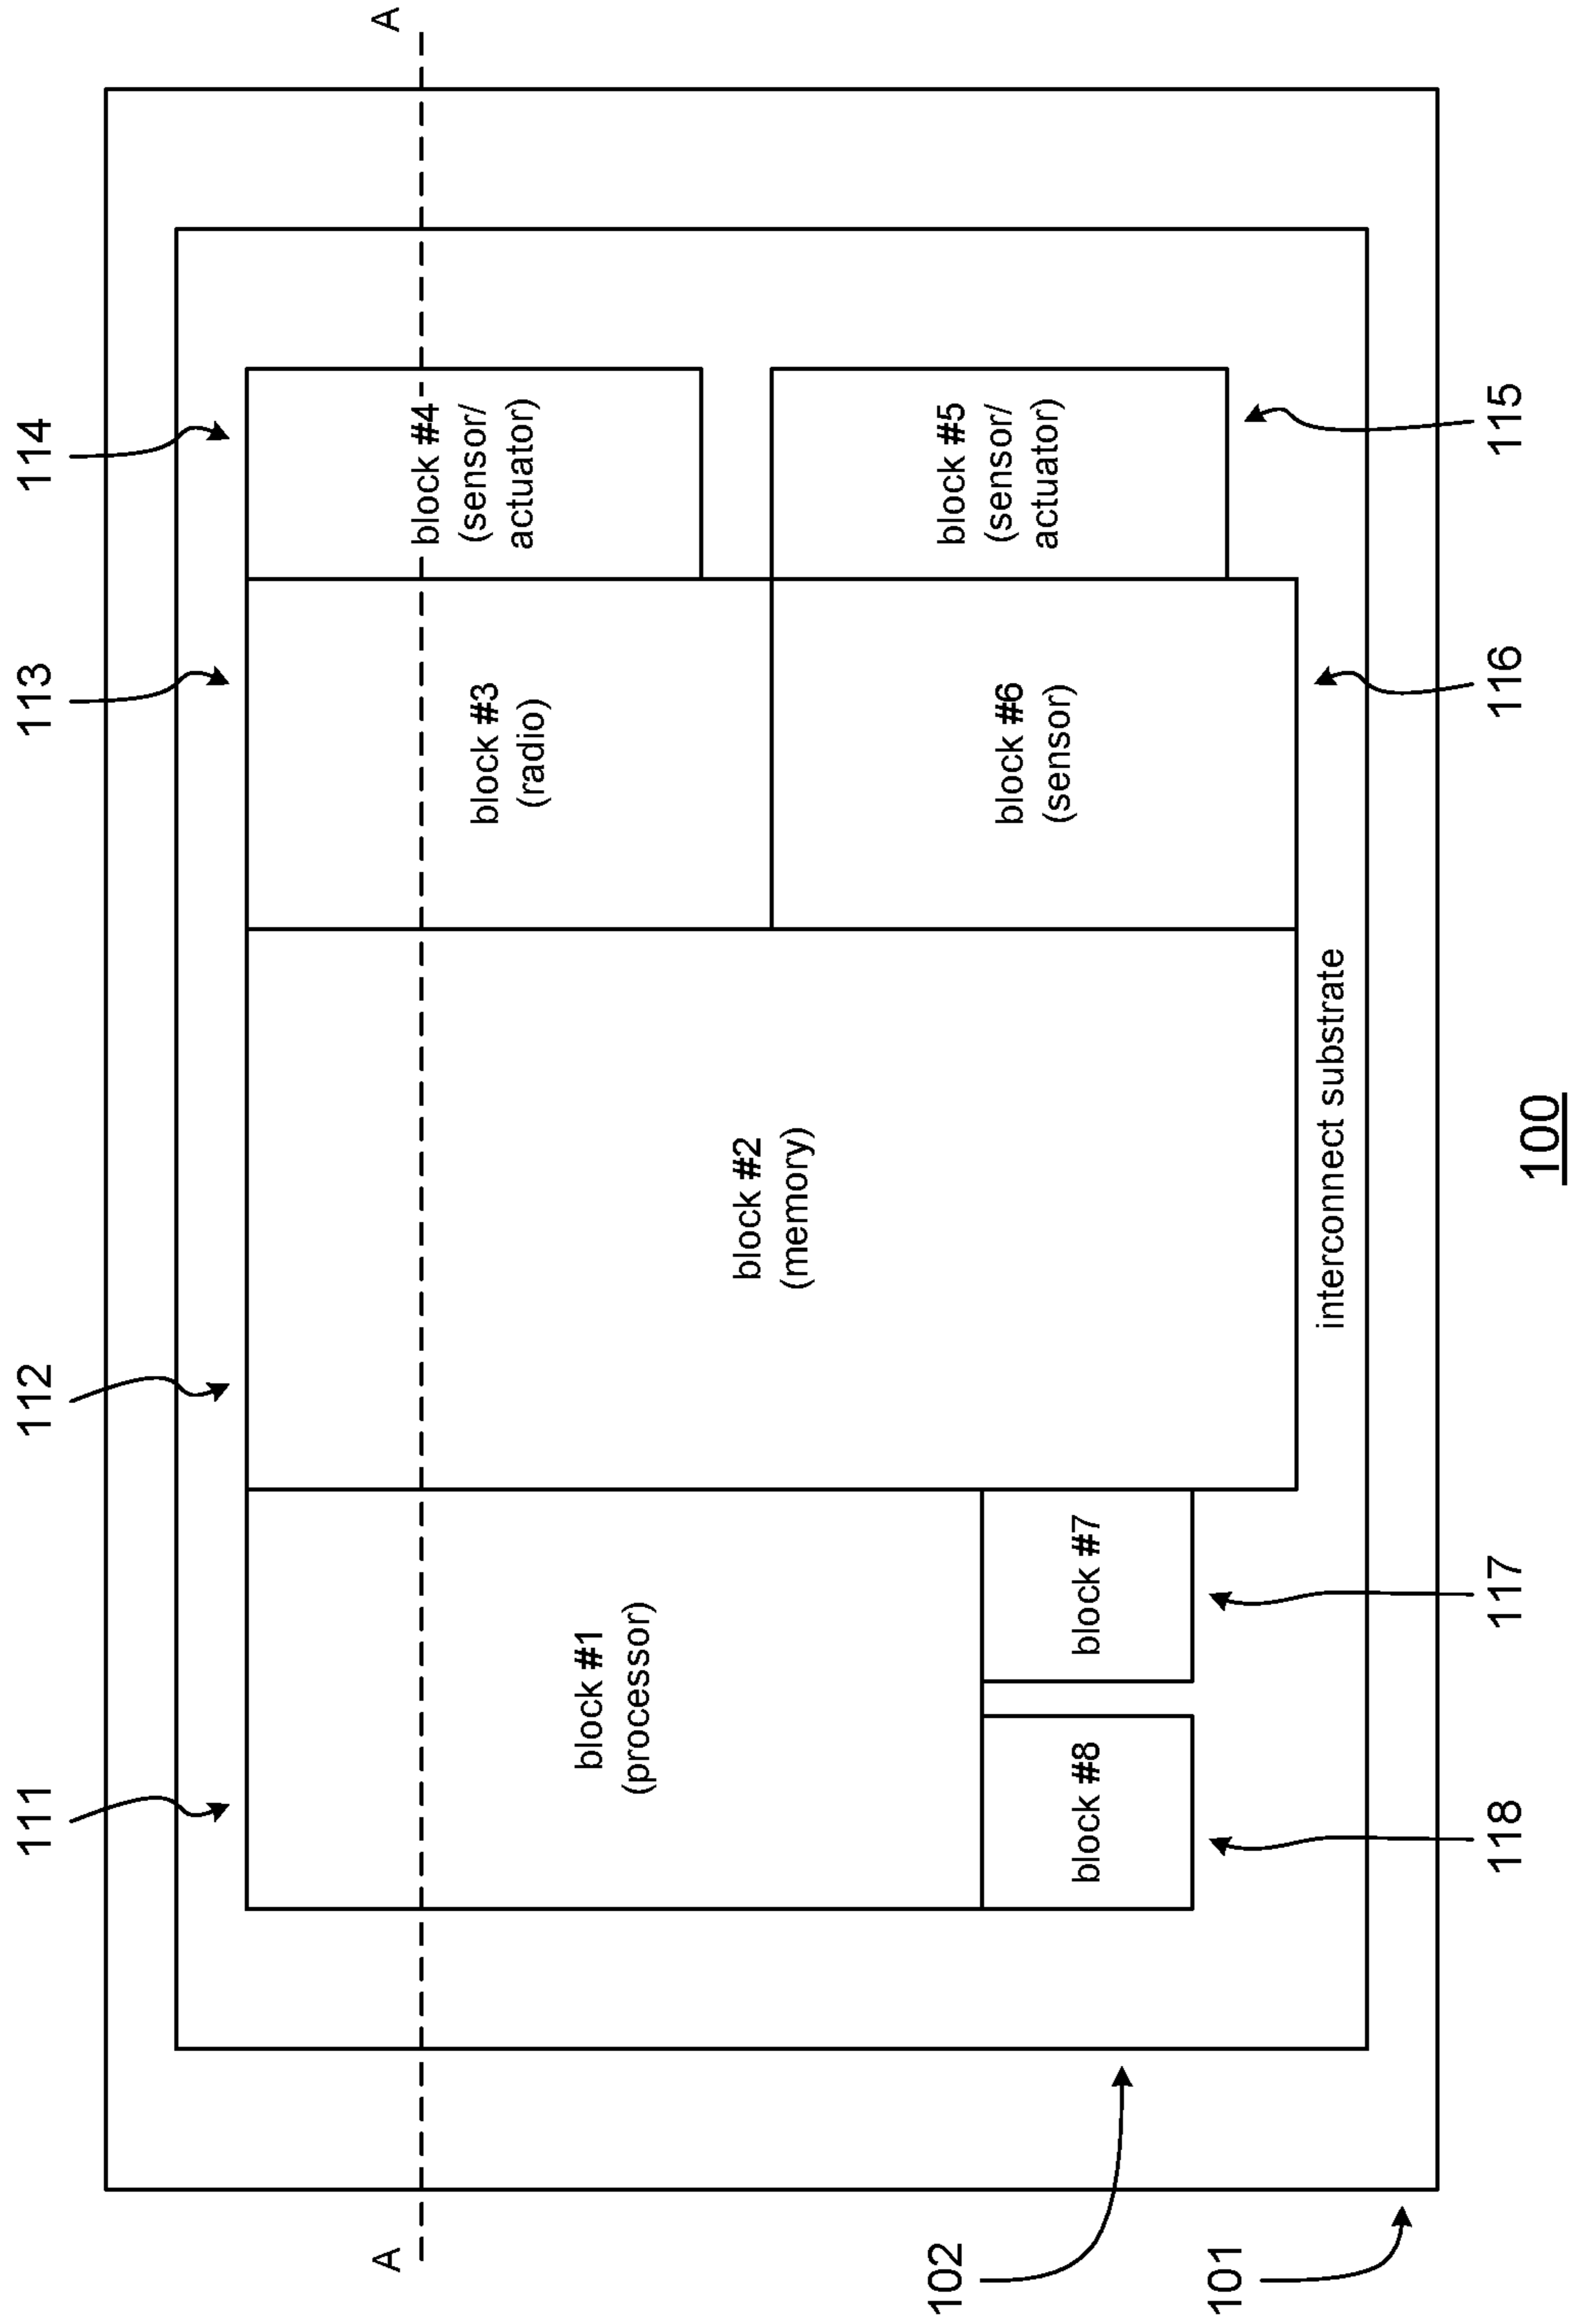 111
112
113
114
A
A
block #1
(processor)
block #2
(memory)
block #3
(radio)
block #4
(sensor/
actuator)
block #8
block #7
block #6
(sensor)
block #5
(sensor/
actuator)
interconnect substrate
102
101
118
117
116
115
100